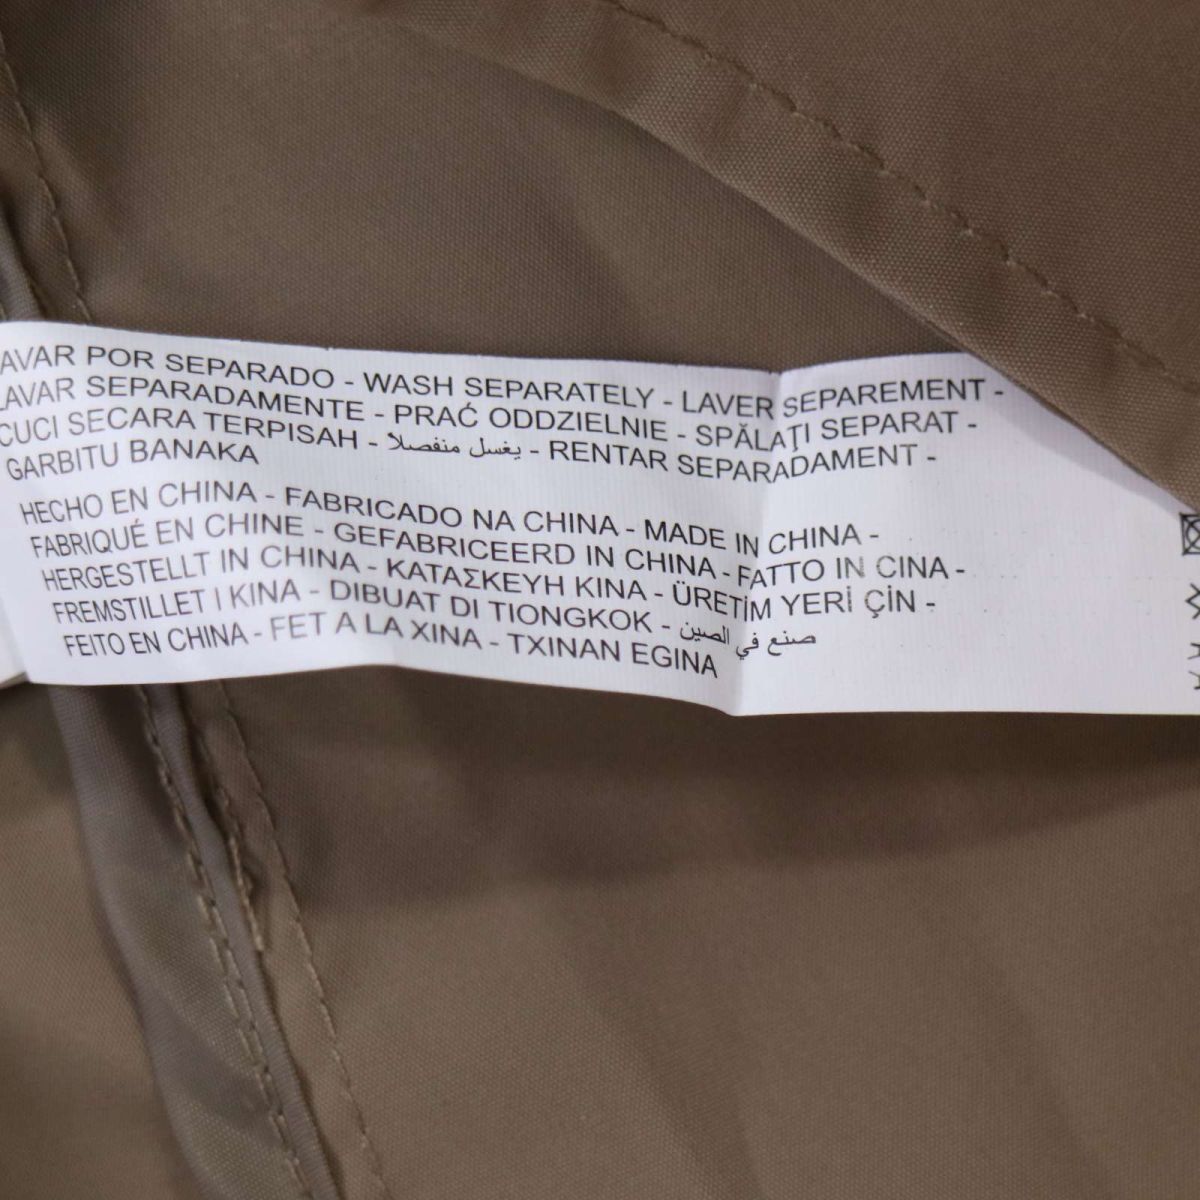 AVAR POR SEPARADO - WASH SEPARATELY - LAVER SEPAREMENT -
LAVAR SEPARADAMENTE - PRAĆ ODDZIELNIE - SPĂLAŢI SEPARAT -
CUCI SECARA TERPISAH - يغسل منفصلا - RENTAR SEPARADAMENT -
GARBITU BANAKA
HECHO EN CHINA - FABRICADO NA CHINA - MADE IN CHINA -
FABRIQUÉ EN CHINE - GEFABRICEERD IN CHINA - FATTO IN CINA -
HERGESTELLT IN CHINA - ΚΑΤΑΣΚΕΥΗ ΚΙΝΑ - ÜRETİM YERİ ÇİN -
FREMSTILLET I KINA - DIBUAT DI TIONGKOK - صنع في الصين
FEITO EN CHINA - FET A LA XINA - TXINAN EGINA